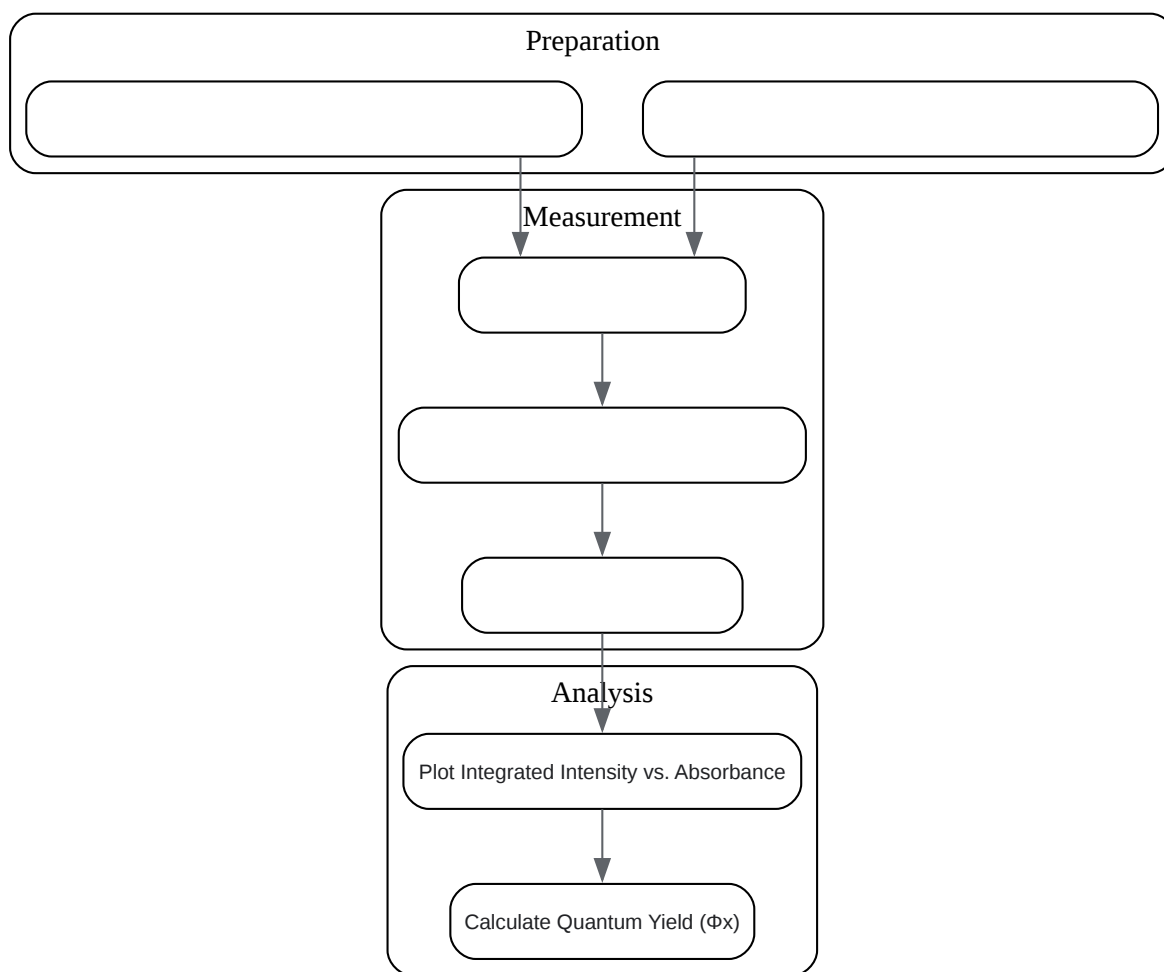 Preparation
Measurement
Analysis
Plot Integrated Intensity vs. Absorbance
Calculate Quantum Yield (Φx)